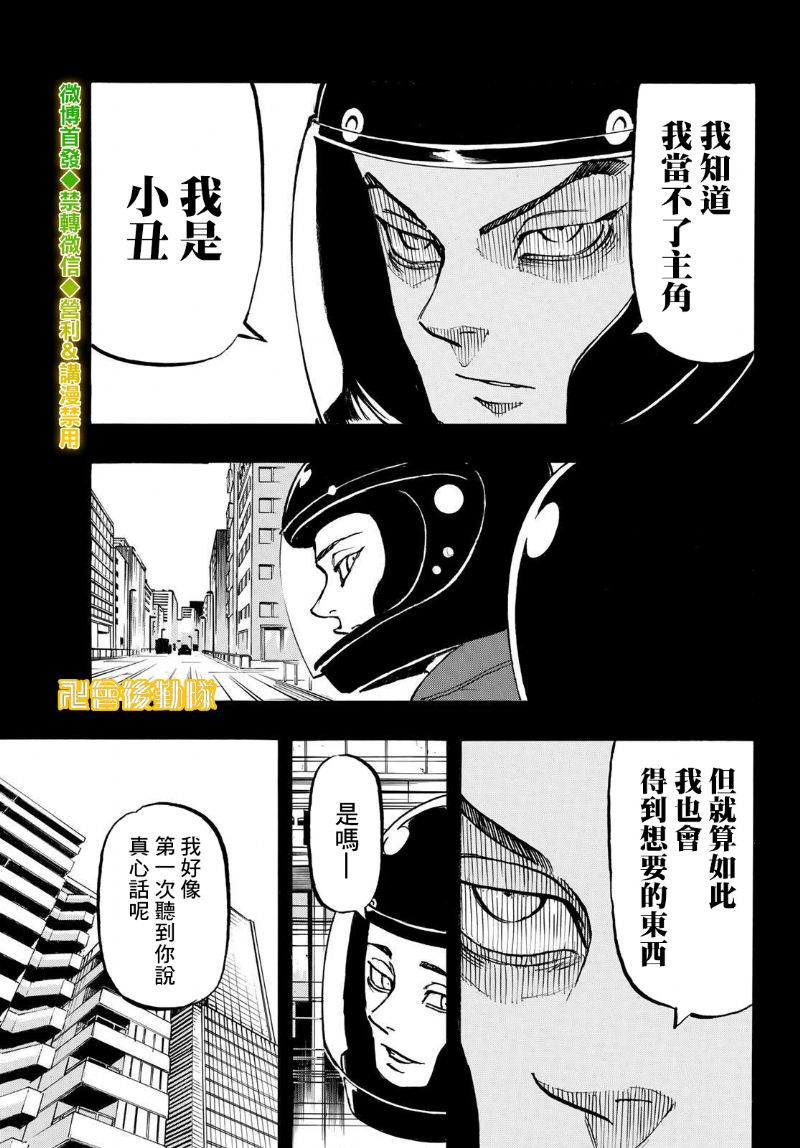 我知道
我當不了主角
我是
小丑
但就算如此
我也會
得到想要的東西
是嗎—
我好像
第一次聽到你說
真心話呢
微博首發◆禁轉微信◆營利&講漫禁用
卍會移動隊